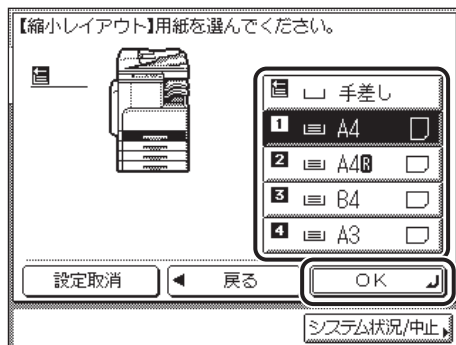 【縮小レイアウト】用紙を選んでください。
手差し
1 A4
2 A4R
3 B4
4 A3
設定取消
戻る
OK
システム状況/中止